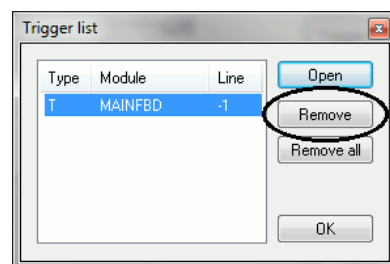 Trigger list
Type Module Line
T MAINFBD -1
Open
Remove
Remove all
OK